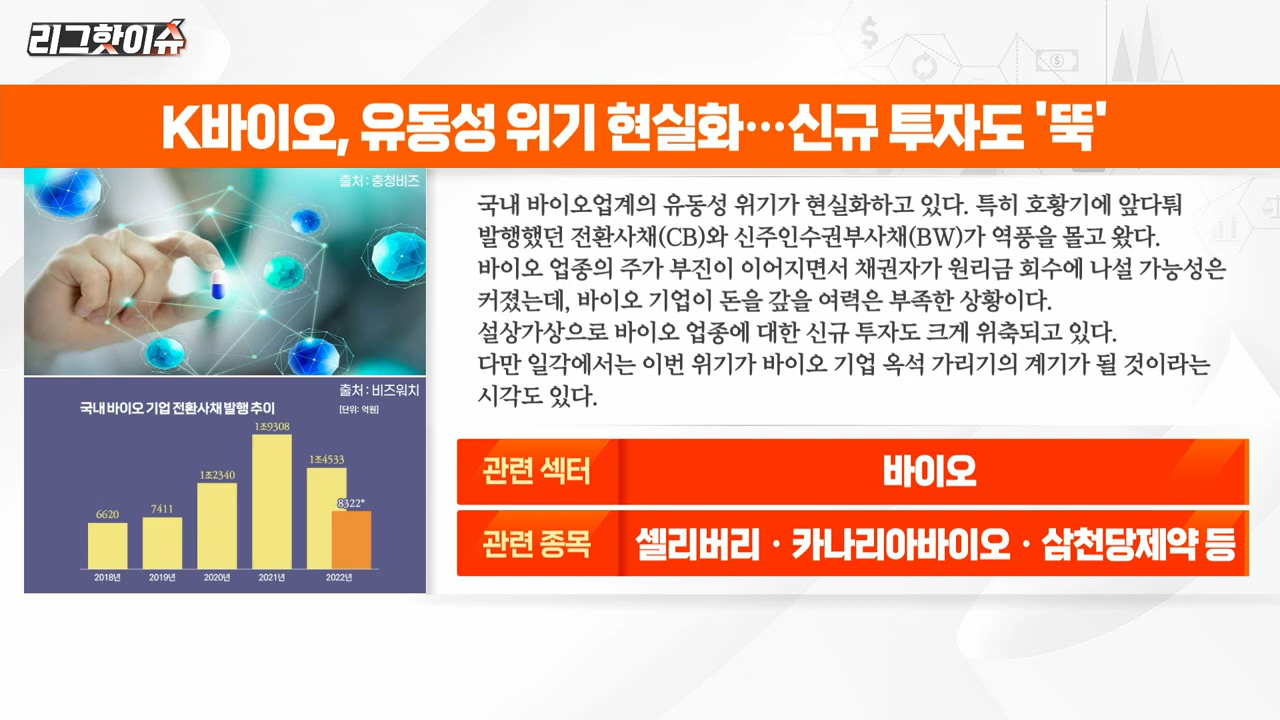 리그핫이슈
K바이오, 유동성 위기 현실화…신규 투자도 '뚝'
출처 : 충청비즈
국내 바이오업계의 유동성 위기가 현실화하고 있다. 특히 호황기에 앞다퉈
발행했던 전환사채(CB)와 신주인수권부사채(BW)가 역풍을 몰고 왔다.
바이오 업종의 주가 부진이 이어지면서 채권자가 원리금 회수에 나설 가능성은
커졌는데, 바이오 기업이 돈을 갚을 여력은 부족한 상황이다.
설상가상으로 바이오 업종에 대한 신규 투자도 크게 위축되고 있다.
다만 일각에서는 이번 위기가 바이오 기업 옥석 가리기의 계기가 될 것이라는
시각도 있다.
출처 : 비즈워치
국내 바이오 기업 전환사채 발행 추이
[단위: 억원]
6620
7411
1조2340
1조9308
1조4533
8322*
2018년
2019년
2020년
2021년
2022년
관련 섹터
바이오
관련 종목
셀리버리 · 카나리아바이오 · 삼천당제약 등